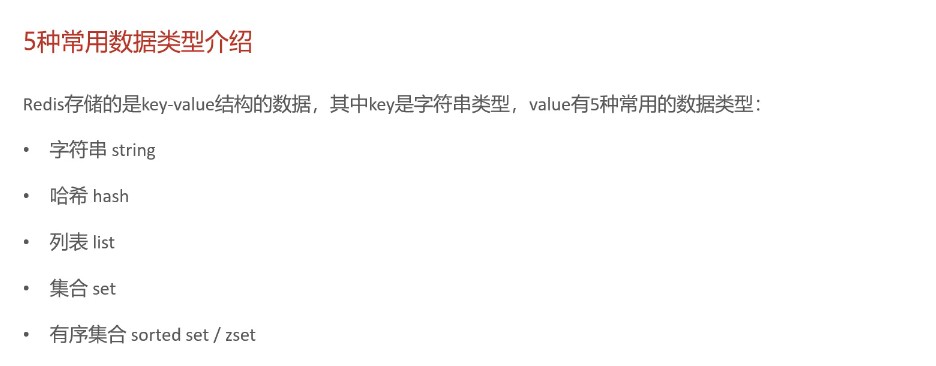 5种常用数据类型介绍
Redis存储的是key-value结构的数据，其中key是字符串类型，value有5种常用的数据类型：
• 字符串 string
• 哈希 hash
• 列表 list
• 集合 set
• 有序集合 sorted set / zset